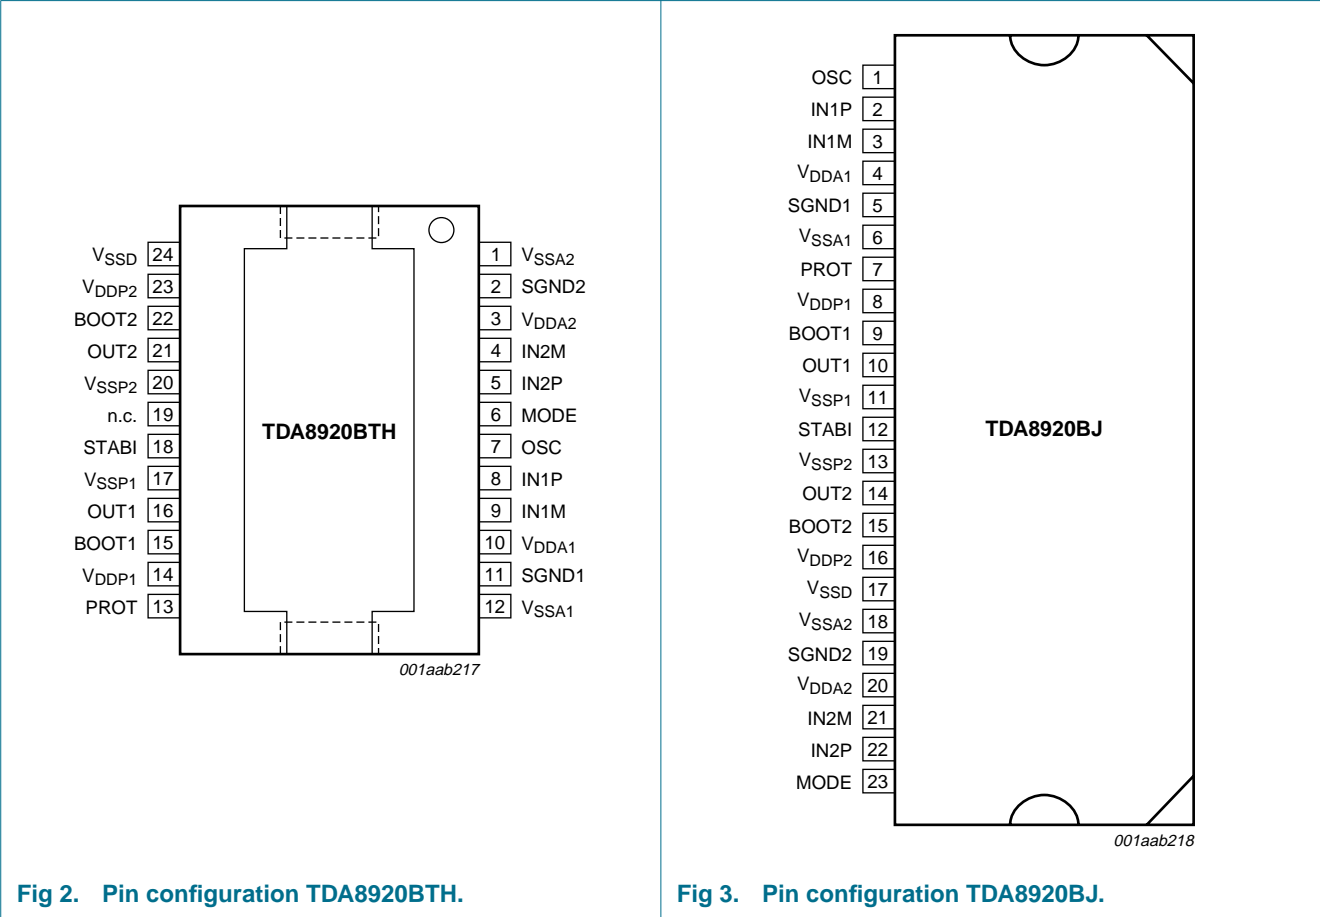 VSSD 24
VDDP2 23
BOOT2 22
OUT2 21
VSSP2 20
n.c. 19
STABI 18
VSSP1 17
OUT1 16
BOOT1 15
VDDP1 14
PROT 13
TDA8920BTH
1 VSSA2
2 SGND2
3 VDDA2
4 IN2M
5 IN2P
6 MODE
7 OSC
8 IN1P
9 IN1M
10 VDDA1
11 SGND1
12 VSSA1
001aab217
Fig 2. Pin configuration TDA8920BTH.
OSC 1
IN1P 2
IN1M 3
VDDA1 4
SGND1 5
VSSA1 6
PROT 7
VDDP1 8
BOOT1 9
OUT1 10
VSSP1 11
STABI 12
VSSP2 13
OUT2 14
BOOT2 15
VDDP2 16
VSSD 17
VSSA2 18
SGND2 19
VDDA2 20
IN2M 21
IN2P 22
MODE 23
TDA8920BJ
001aab218
Fig 3. Pin configuration TDA8920BJ.